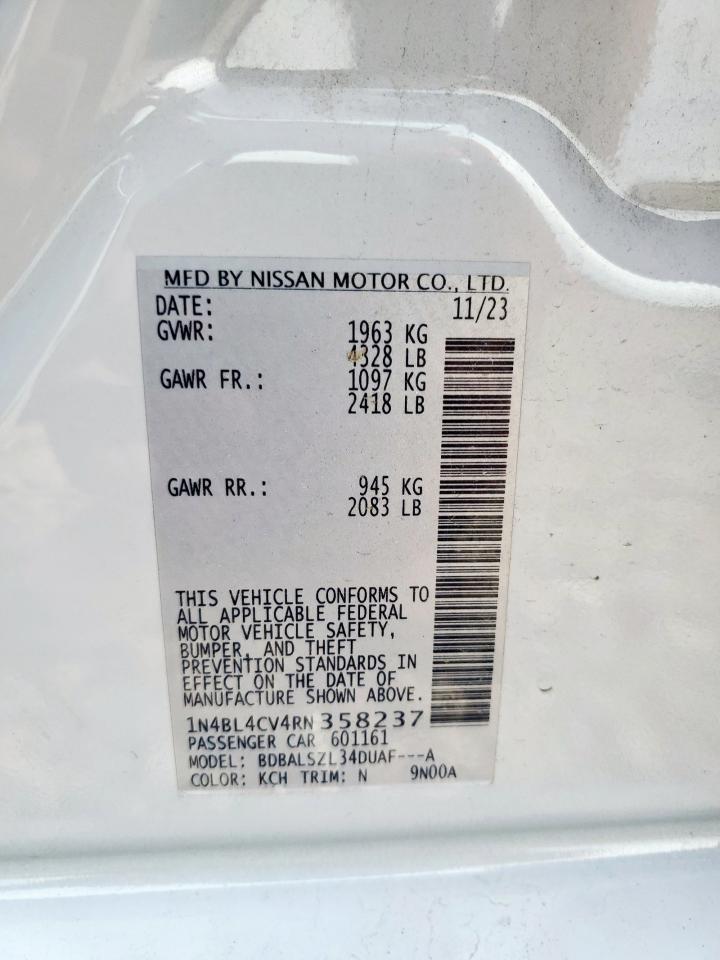 MFD BY NISSAN MOTOR CO., LTD.
DATE: 11/23
GVWR: 1963 KG
4328 LB
GAWR FR.: 1097 KG
2418 LB
GAWR RR.: 945 KG
2083 LB
THIS VEHICLE CONFORMS TO
ALL APPLICABLE FEDERAL
MOTOR VEHICLE SAFETY,
BUMPER, AND THEFT
PREVENTION STANDARDS IN
EFFECT ON THE DATE OF
MANUFACTURE SHOWN ABOVE.
1N4BL4CV4RN358237
PASSENGER CAR 601161
MODEL: BDBALSZL34DUAF---A
COLOR: KCH TRIM: N 9N00A